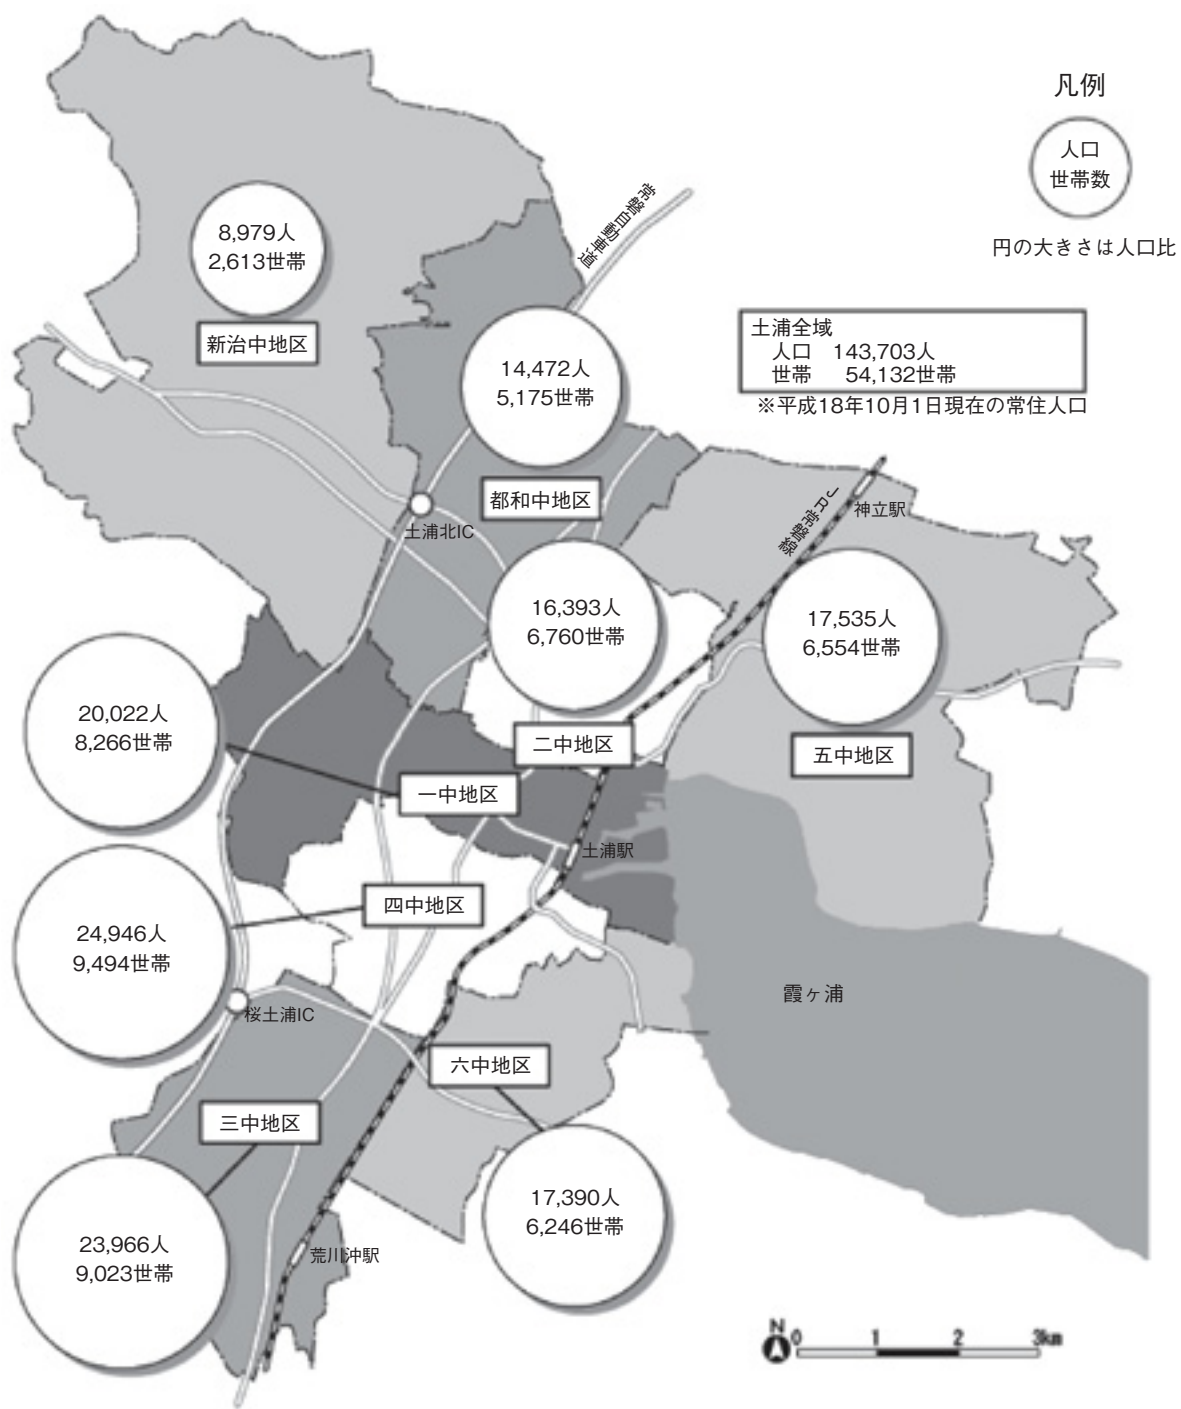 凡例
人口
世帯数
円の大きさは人口比
常磐自動車道
8,979人
2,613世帯
新治中地区
土浦全域
人口 143,703人
世帯 54,132世帯
※平成18年10月1日現在の常住人口
14,472人
5,175世帯
都和中地区
土浦北IC
JR常磐線
神立駅
16,393人
6,760世帯
二中地区
17,535人
6,554世帯
五中地区
20,022人
8,266世帯
一中地区
土浦駅
四中地区
24,946人
9,494世帯
霞ヶ浦
桜土浦IC
六中地区
三中地区
17,390人
6,246世帯
23,966人
9,023世帯
荒川沖駅
N
0 1 2 3km